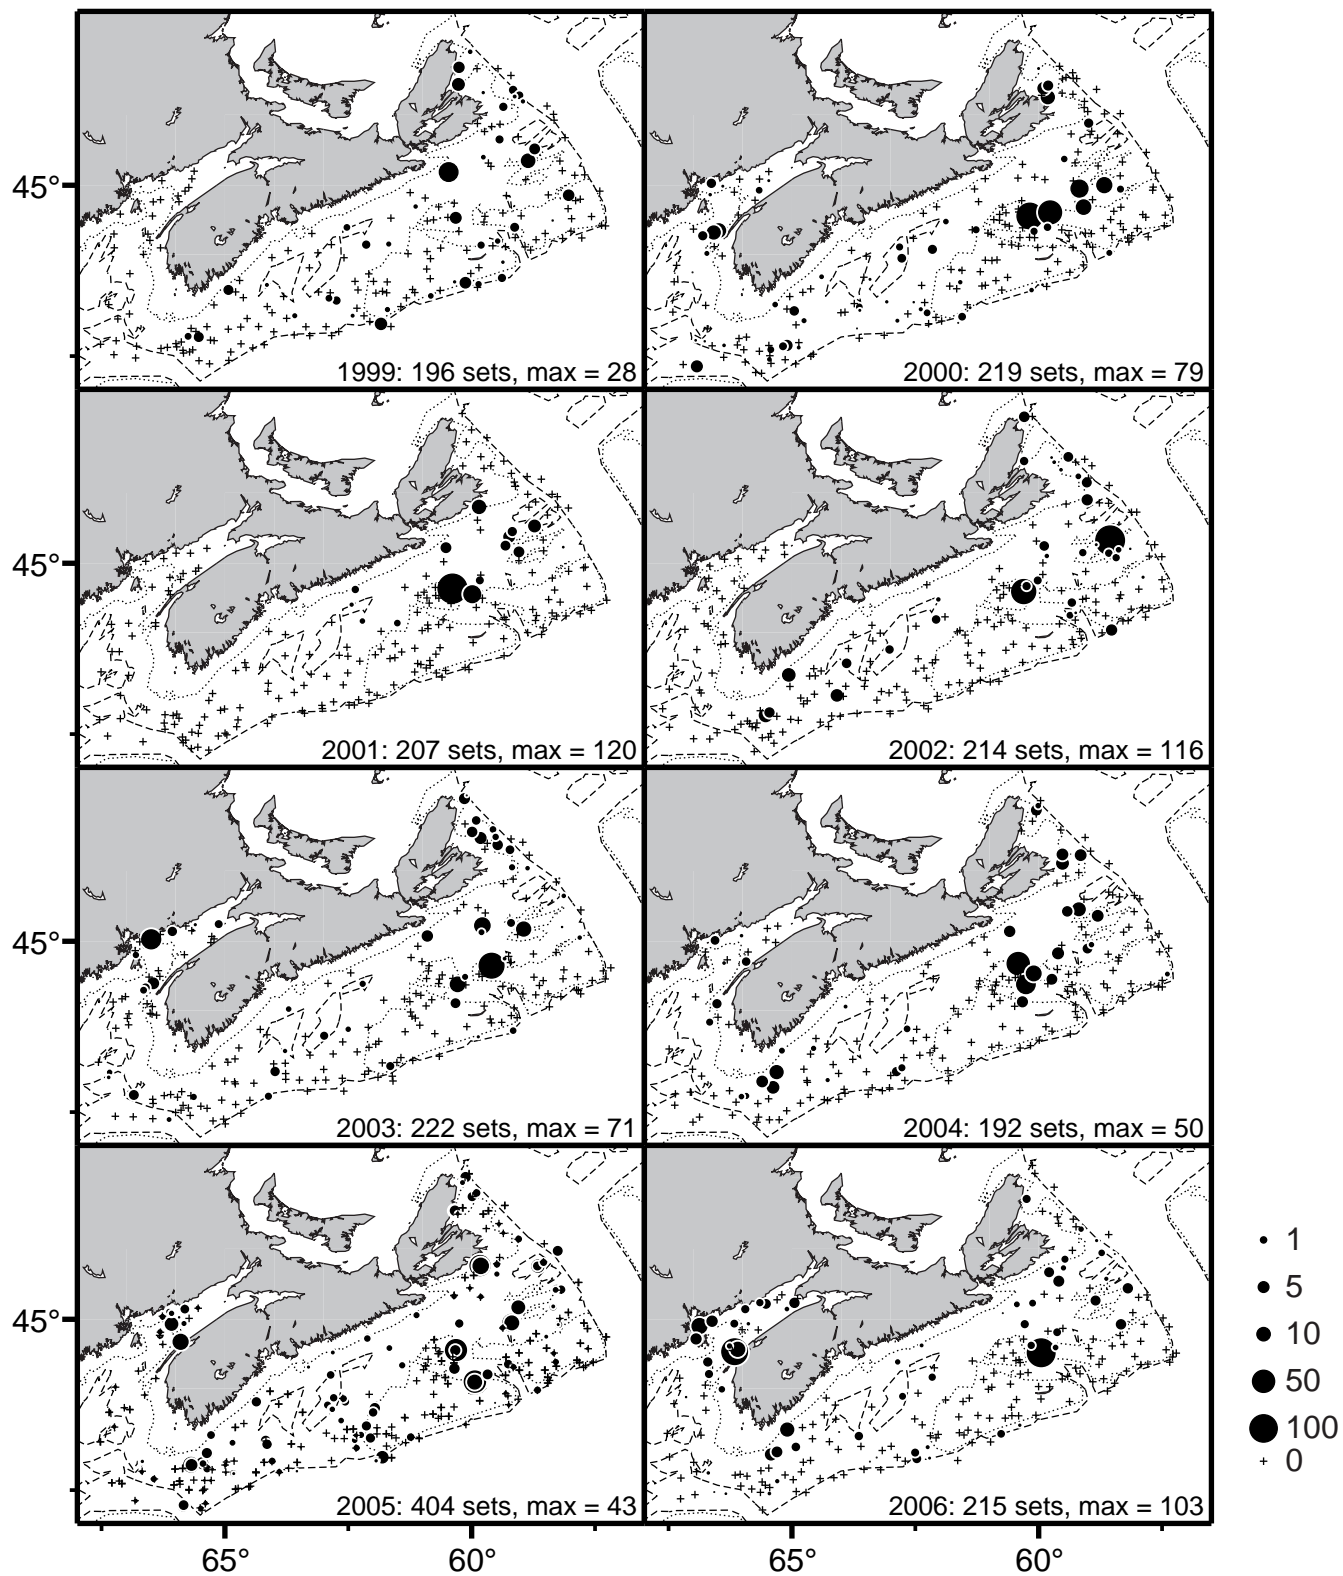 45°
1999: 196 sets, max = 28
2000: 219 sets, max = 79
45°
2001: 207 sets, max = 120
2002: 214 sets, max = 116
45°
2003: 222 sets, max = 71
2004: 192 sets, max = 50
45°
2005: 404 sets, max = 43
2006: 215 sets, max = 103
1
5
10
50
100
0
65°
60°
65°
60°